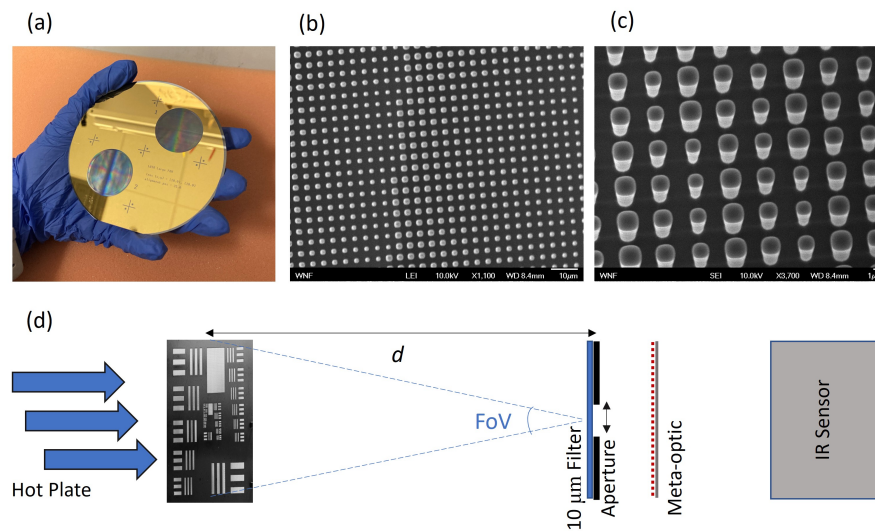 (a)
(b)
(c)
WNF LEI 10.0kV X1,100 WD 8.4mm 10μm
WNF SEI 10.0kV X3,700 WD 8.4mm 1μ
(d)
d
FoV
Hot Plate
10 μm Filter
Aperture
Meta-optic
IR Sensor